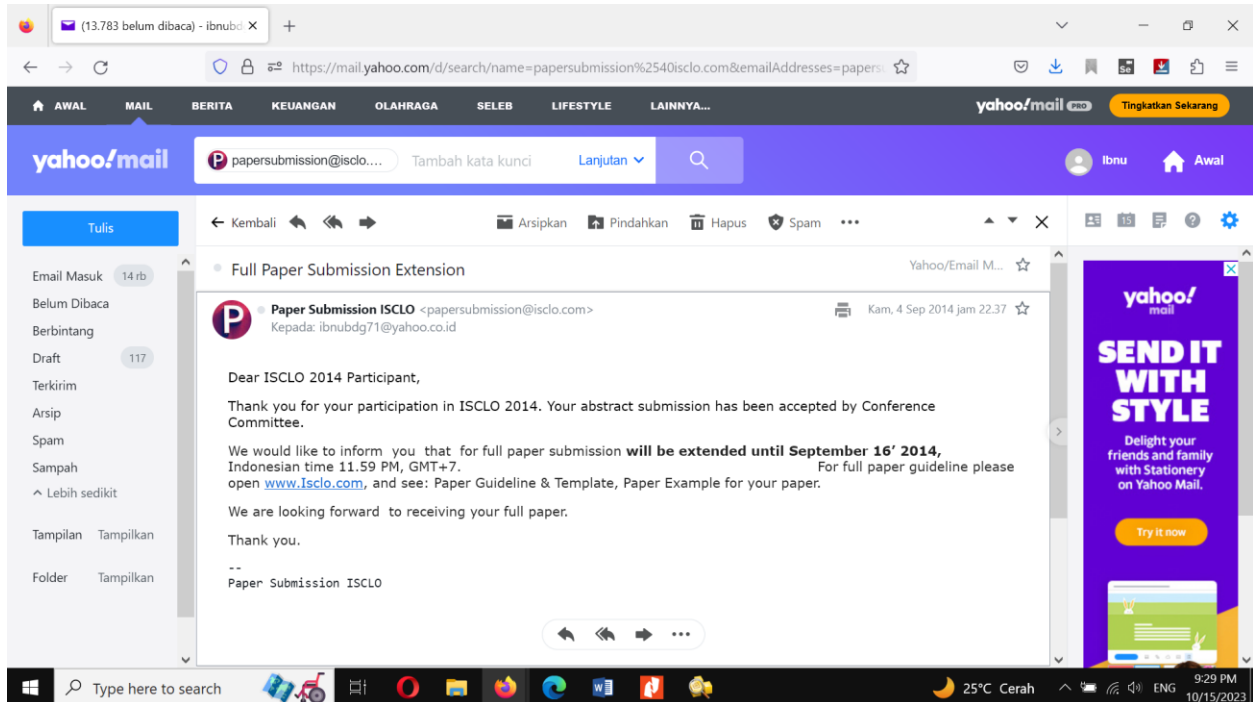 (13.783 belum dibaca) - ibnubd
https://mail.yahoo.com/d/search/name=papersubmission%2540isclo.com&emailAddresses=papers
AWAL MAIL BERITA KEUANGAN OLAHRAGA SELEB LIFESTYLE LAINNYA... yahoo!mail PRO Tingkatkan Sekarang
yahoo!mail P papersubmission@isclo.... Tambah kata kunci Lanjutan Ibnu Awal
Tulis
Kembali Arsipkan Pindahkan Hapus Spam 15
Email Masuk 14 rb
Belum Dibaca
Berbintang
Draft 117
Terkirim
Arsip
Spam
Sampah
Lebih sedikit
Tampilan Tampilkan
Folder Tampilkan
Full Paper Submission Extension Yahoo/Email M...
P Paper Submission ISCLO <papersubmission@isclo.com> Kam, 4 Sep 2014 jam 22.37
Kepada: ibnubdg71@yahoo.co.id
Dear ISCLO 2014 Participant,
Thank you for your participation in ISCLO 2014. Your abstract submission has been accepted by Conference
Committee.
We would like to inform you that for full paper submission will be extended until September 16’ 2014,
Indonesian time 11.59 PM, GMT+7. For full paper guideline please
open www.Isclo.com, and see: Paper Guideline & Template, Paper Example for your paper.
We are looking forward to receiving your full paper.
Thank you.
--
Paper Submission ISCLO
yahoo!
mail
SEND IT
WITH
STYLE
Delight your
friends and family
with Stationery
on Yahoo Mail.
Try it now
Type here to search 25°C Cerah ENG 9:29 PM
10/15/2023